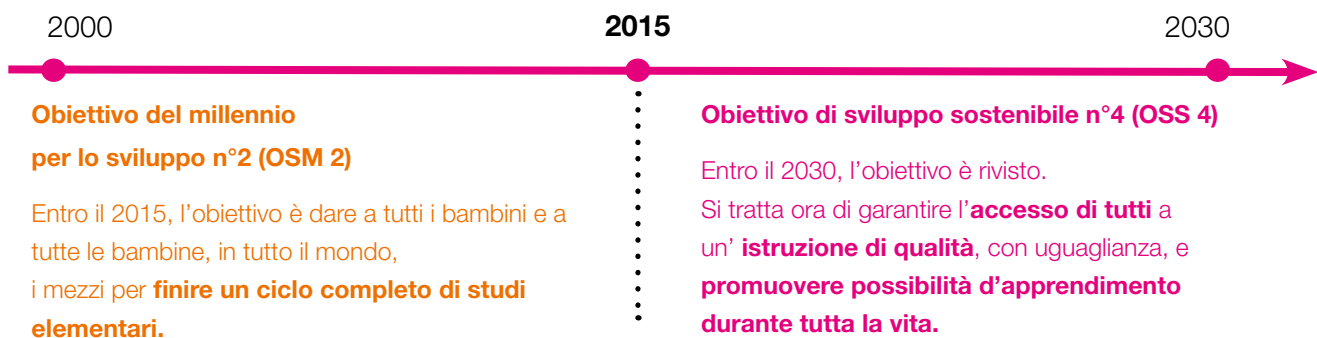 2000
2015
2030
Obiettivo del millennio
per lo sviluppo n°2 (OSM 2)
Entro il 2015, l’obiettivo è dare a tutti i bambini e a
tutte le bambine, in tutto il mondo,
i mezzi per finire un ciclo completo di studi
elementari.
Obiettivo di sviluppo sostenibile n°4 (OSS 4)
Entro il 2030, l’obiettivo è rivisto.
Si tratta ora di garantire l’accesso di tutti a
un’ istruzione di qualità, con uguaglianza, e
promuovere possibilità d’apprendimento
durante tutta la vita.